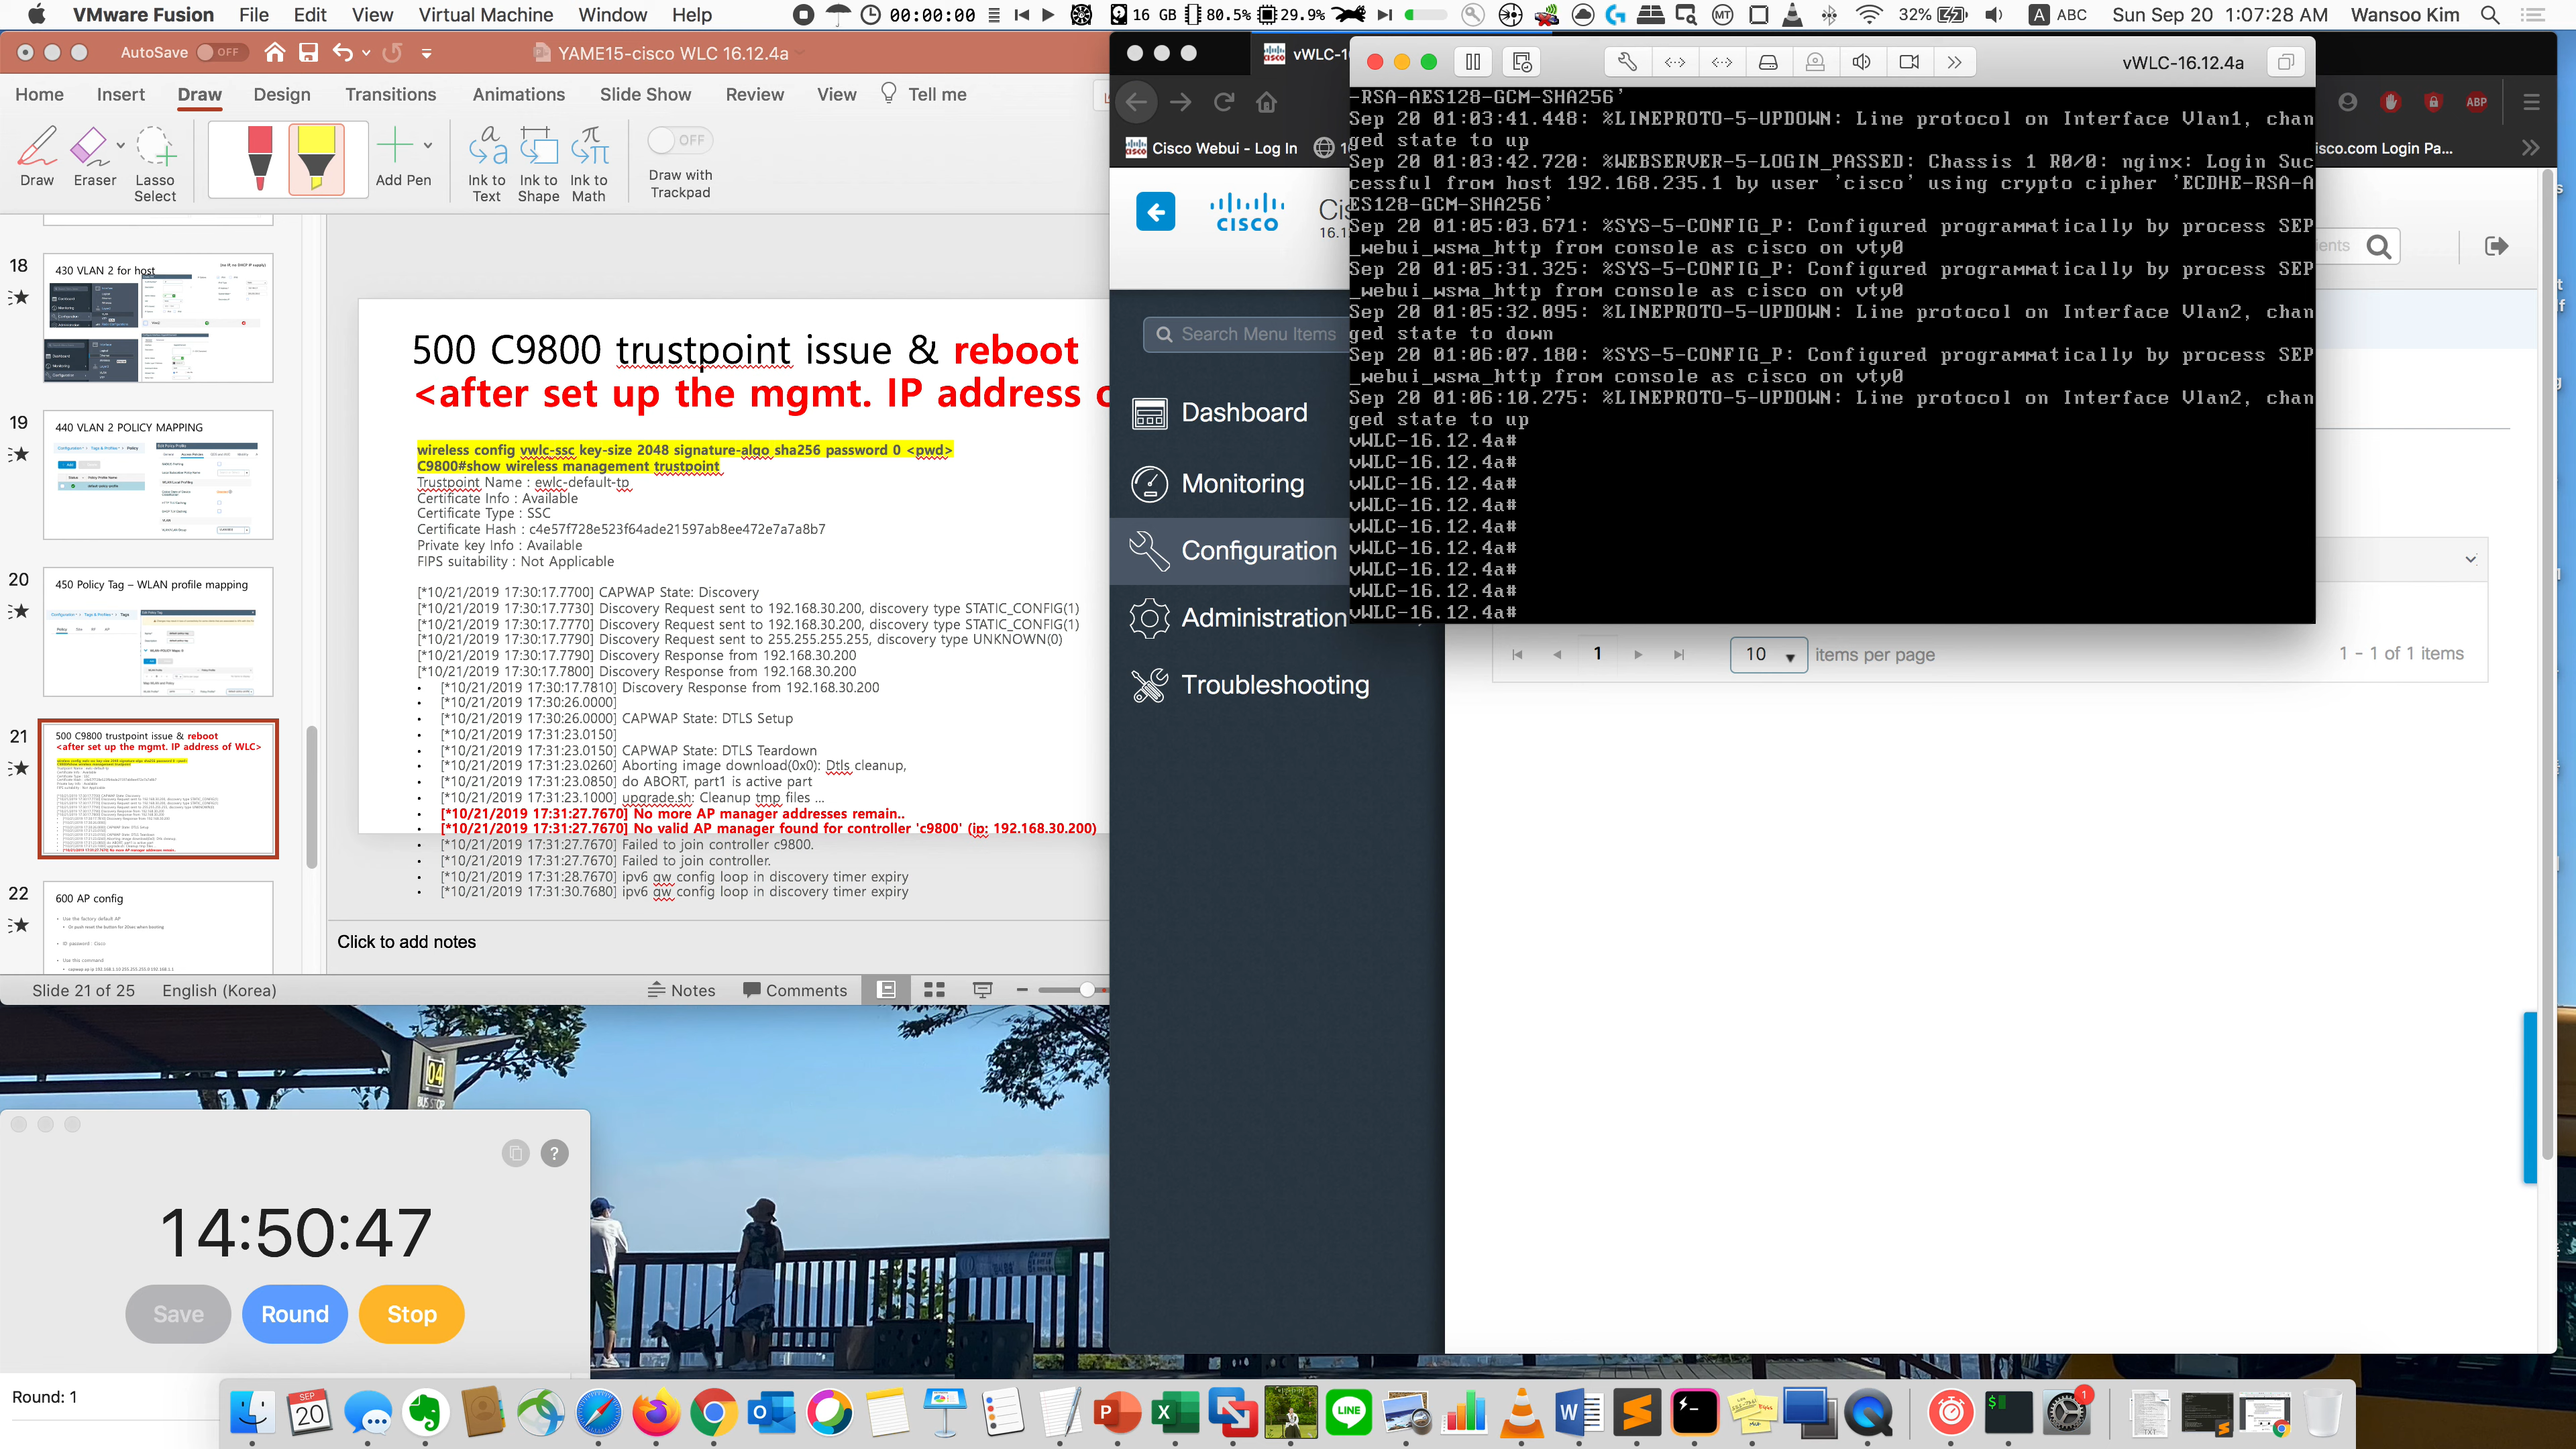 VMware Fusion File Edit View Virtual Machine Window Help 00:00:00 16 GB 80.5% 29.9% 32% ABC Sun Sep 20 1:07:28 AM Wansoo Kim
AutoSave OFF YAME15-cisco WLC 16.12.4a
Home Insert Draw Design Transitions Animations Slide Show Review View Tell me
Draw Eraser Lasso Select Add Pen Ink to Text Ink to Shape Ink to Math OFF Draw with Trackpad
18
430 VLAN 2 for host
19
440 VLAN 2 POLICY MAPPING
20
450 Policy Tag – WLAN profile mapping
21
500 C9800 trustpoint issue & reboot
<after set up the mgmt. IP address of WLC>
22
600 AP config
Use the factory default AP
ID password : Cisco
Use this command
500 C9800 trustpoint issue & reboot
<after set up the mgmt. IP address
wireless config vwlc-ssc key-size 2048 signature-algo sha256 password 0 <pwd>
C9800#show wireless management trustpoint
Trustpoint Name : ewlc-default-tp
Certificate Info : Available
Certificate Type : SSC
Certificate Hash : c4e57f728e523f64ade21597ab8ee472e7a7a8b7
Private key Info : Available
FIPS suitability : Not Applicable
[*10/21/2019 17:30:17.7700] CAPWAP State: Discovery
[*10/21/2019 17:30:17.7730] Discovery Request sent to 192.168.30.200, discovery type STATIC_CONFIG(1)
[*10/21/2019 17:30:17.7770] Discovery Request sent to 192.168.30.200, discovery type STATIC_CONFIG(1)
[*10/21/2019 17:30:17.7790] Discovery Request sent to 255.255.255.255, discovery type UNKNOWN(0)
[*10/21/2019 17:30:17.7790] Discovery Response from 192.168.30.200
[*10/21/2019 17:30:17.7800] Discovery Response from 192.168.30.200
• [*10/21/2019 17:30:17.7810] Discovery Response from 192.168.30.200
• [*10/21/2019 17:30:26.0000]
• [*10/21/2019 17:30:26.0000] CAPWAP State: DTLS Setup
• [*10/21/2019 17:31:23.0150]
• [*10/21/2019 17:31:23.0150] CAPWAP State: DTLS Teardown
• [*10/21/2019 17:31:23.0260] Aborting image download(0x0): Dtls cleanup,
• [*10/21/2019 17:31:23.0850] do ABORT, part1 is active part
• [*10/21/2019 17:31:23.1000] upgrade.sh: Cleanup tmp files ...
• [*10/21/2019 17:31:27.7670] No more AP manager addresses remain..
• [*10/21/2019 17:31:27.7670] No valid AP manager found for controller 'c9800' (ip: 192.168.30.200)
• [*10/21/2019 17:31:27.7670] Failed to join controller c9800.
• [*10/21/2019 17:31:27.7670] Failed to join controller.
• [*10/21/2019 17:31:28.7670] ipv6 gw config loop in discovery timer expiry
• [*10/21/2019 17:31:30.7680] ipv6 gw config loop in discovery timer expiry
Click to add notes
Slide 21 of 25 English (Korea) Notes Comments
04
BUS STOP
14:50:47
Save Round Stop
Round: 1
vWLC-1
Cisco Webui - Log In
cisco
16.1
Search Menu Items
Dashboard
Monitoring
Configuration
Administration
Troubleshooting
vWLC-16.12.4a
-RSA-AES128-GCM-SHA256'
Sep 20 01:03:41.448: %LINEPROTO-5-UPDOWN: Line protocol on Interface Vlan1, chan
ged state to up
Sep 20 01:03:42.720: %WEBSERVER-5-LOGIN_PASSED: Chassis 1 R0/0: nginx: Login Suc
cessful from host 192.168.235.1 by user 'cisco' using crypto cipher 'ECDHE-RSA-A
ES128-GCM-SHA256'
Sep 20 01:05:03.671: %SYS-5-CONFIG_P: Configured programmatically by process SEP
_webui_wsma_http from console as cisco on vty0
Sep 20 01:05:31.325: %SYS-5-CONFIG_P: Configured programmatically by process SEP
_webui_wsma_http from console as cisco on vty0
Sep 20 01:05:32.095: %LINEPROTO-5-UPDOWN: Line protocol on Interface Vlan2, chan
ged state to down
Sep 20 01:06:07.180: %SYS-5-CONFIG_P: Configured programmatically by process SEP
_webui_wsma_http from console as cisco on vty0
Sep 20 01:06:10.275: %LINEPROTO-5-UPDOWN: Line protocol on Interface Vlan2, chan
ged state to up
vWLC-16.12.4a#
vWLC-16.12.4a#
vWLC-16.12.4a#
vWLC-16.12.4a#
vWLC-16.12.4a#
vWLC-16.12.4a#
vWLC-16.12.4a#
vWLC-16.12.4a#
vWLC-16.12.4a#
ABP
isco.com Login Pa...
ents
1 10 items per page 1 - 1 of 1 items
SEP 20 LINE 1